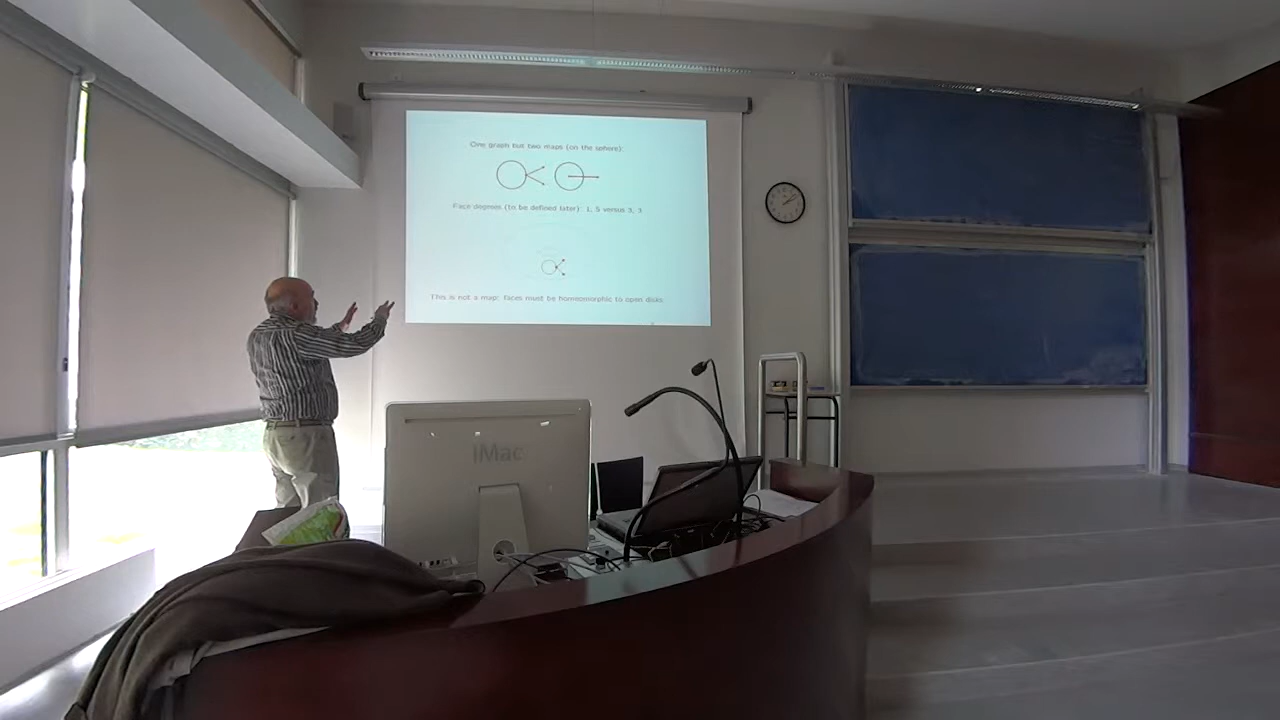 One graph but two maps (on the sphere):
Face degrees (to be defined later): 1, 5 versus 3, 3
This is not a map: faces must be homeomorphic to open disks.
iMac